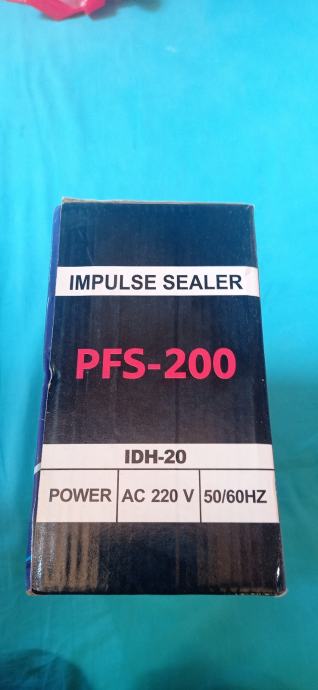 IMPULSE SEALER
PFS-200
IDH-20
POWER AC 220 V 50/60HZ